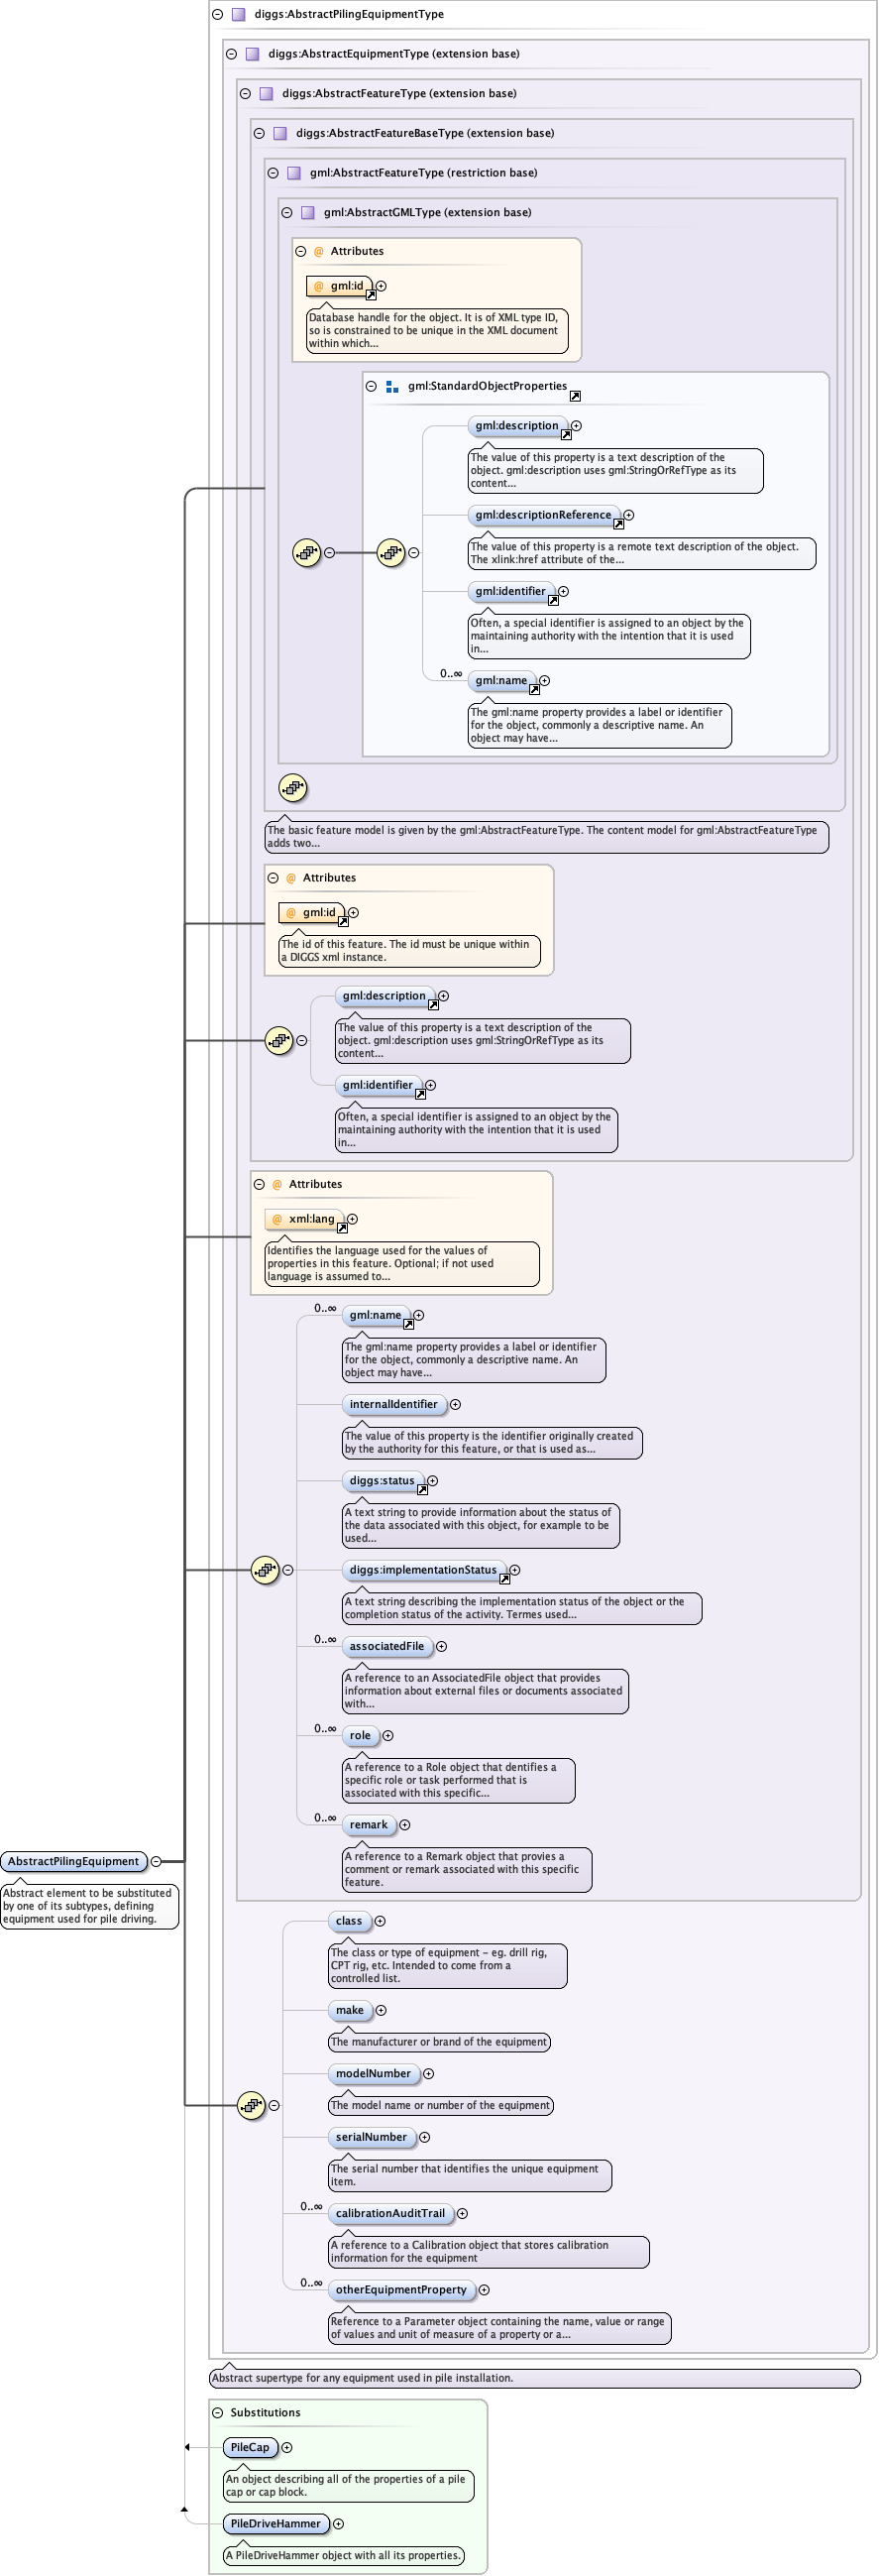 diggs:AbstractPilingEquipmentType
diggs:AbstractEquipmentType (extension base)
diggs:AbstractFeatureType (extension base)
diggs:AbstractFeatureBaseType (extension base)
gml:AbstractFeatureType (restriction base)
gml:AbstractGMLType (extension base)
@ Attributes
@ gml:id
Database handle for the object. It is of XML type ID,
so is constrained to be unique in the XML document
within which...
gml:StandardObjectProperties
gml:description
The value of this property is a text description of the
object. gml:description uses gml:StringOrRefType as its
content...
gml:descriptionReference
The value of this property is a remote text description of the object.
The xlink:href attribute of the...
gml:identifier
Often, a special identifier is assigned to an object by the
maintaining authority with the intention that it is used
in...
0..∞
gml:name
The gml:name property provides a label or identifier
for the object, commonly a descriptive name. An
object may have...
The basic feature model is given by the gml:AbstractFeatureType. The content model for gml:AbstractFeatureType
adds two...
@ Attributes
@ gml:id
The id of this feature. The id must be unique within
a DIGGS xml instance.
gml:description
The value of this property is a text description of the
object. gml:description uses gml:StringOrRefType as its
content...
gml:identifier
Often, a special identifier is assigned to an object by the
maintaining authority with the intention that it is used
in...
@ Attributes
@ xml:lang
Identifies the language used for the values of
properties in this feature. Optional; if not used
language is assumed to...
0..∞
gml:name
The gml:name property provides a label or identifier
for the object, commonly a descriptive name. An
object may have...
internalIdentifier
The value of this property is the identifier originally created
by the authority for this feature, or that is used as...
diggs:status
A text string to provide information about the status of
the data associated with this object, for example to be
used...
diggs:implementationStatus
A text string describing the implementation status of the object or the
completion status of the activity. Termes used...
0..∞
associatedFile
A reference to an AssociatedFile object that provides
information about external files or documents associated
with...
0..∞
role
A reference to a Role object that dentifies a
specific role or task performed that is
associated with this specific...
0..∞
remark
A reference to a Remark object that provies a
comment or remark associated with this specific
feature.
AbstractPilingEquipment
Abstract element to be substituted
by one of its subtypes, defining
equipment used for pile driving.
class
The class or type of equipment - eg. drill rig,
CPT rig, etc. Intended to come from a
controlled list.
make
The manufacturer or brand of the equipment
modelNumber
The model name or number of the equipment
serialNumber
The serial number that identifies the unique equipment
item.
0..∞
calibrationAuditTrail
A reference to a Calibration object that stores calibration
information for the equipment
0..∞
otherEquipmentProperty
Reference to a Parameter object containing the name, value or range
of values and unit of measure of a property or a...
Abstract supertype for any equipment used in pile installation.
Substitutions
PileCap
An object describing all of the properties of a pile
cap or cap block.
PileDriveHammer
A PileDriveHammer object with all its properties.